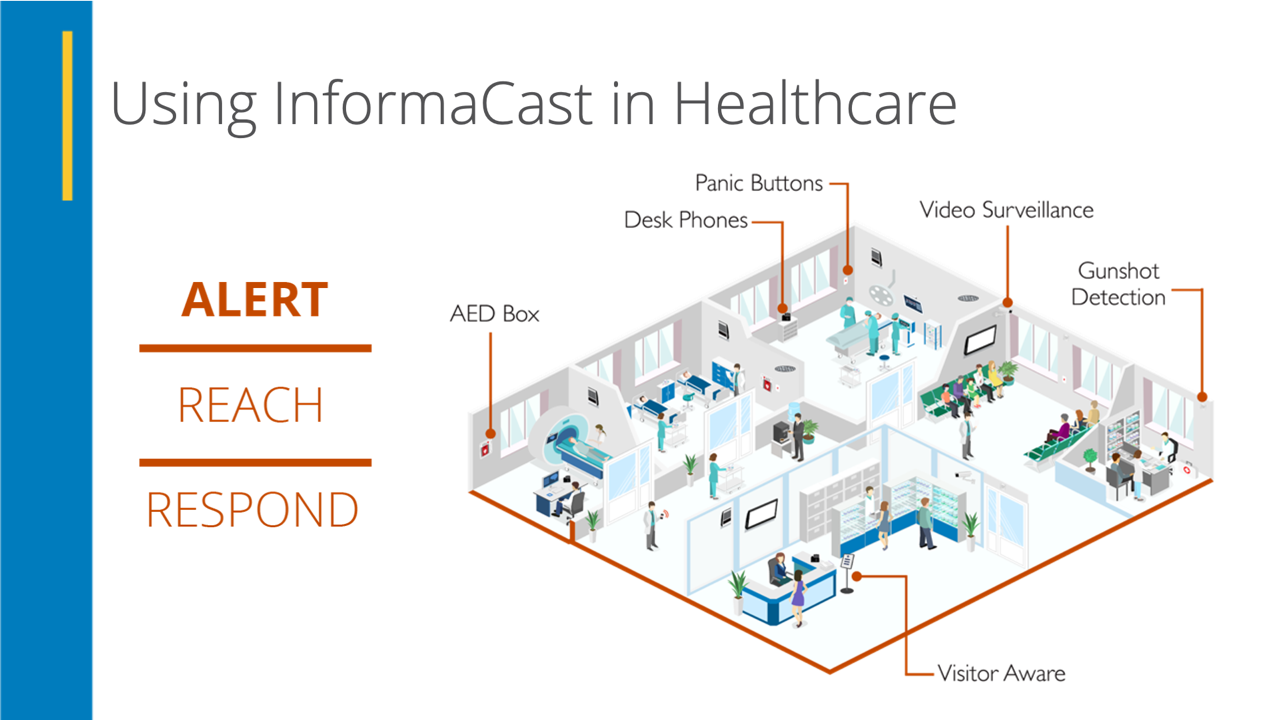 Using InformaCast in Healthcare
ALERT
REACH
RESPOND
Panic Buttons
Desk Phones
Video Surveillance
Gunshot
Detection
AED Box
Visitor Aware